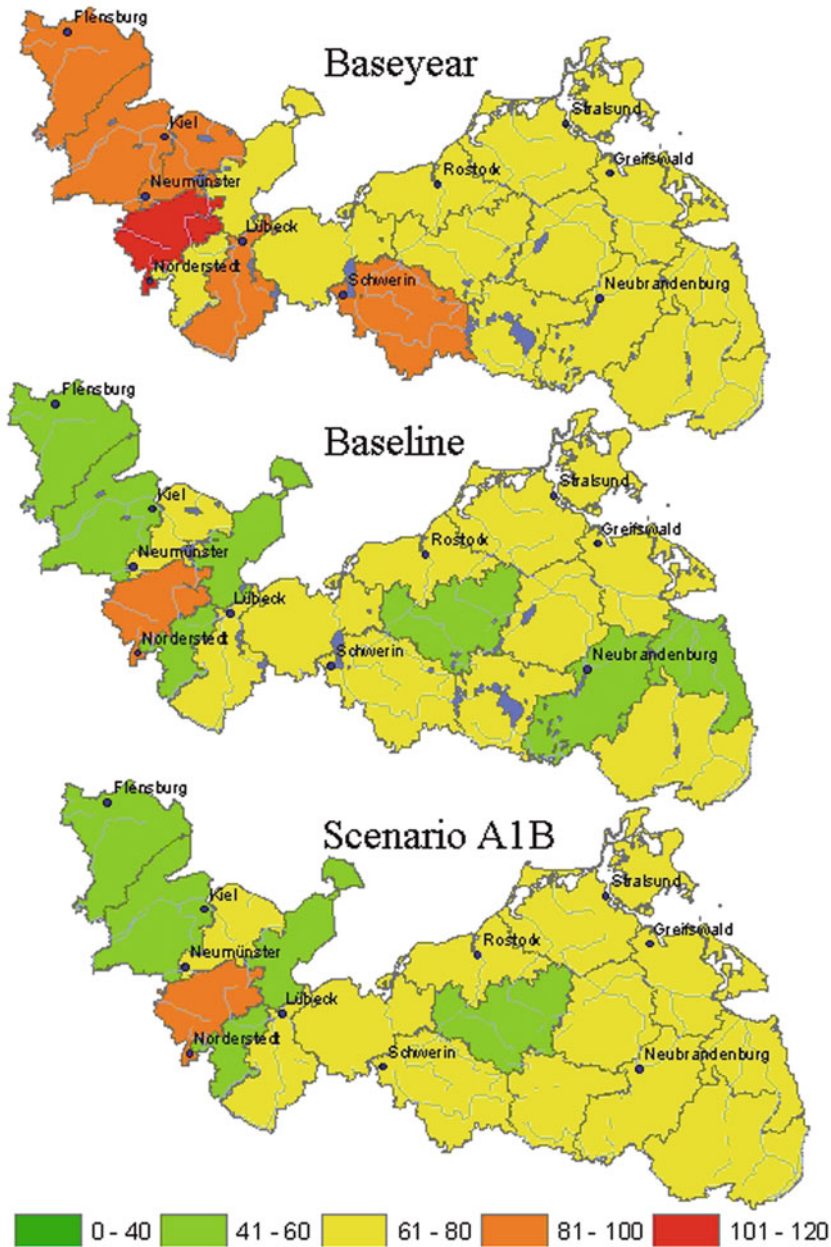 Flensburg
Baseyear
Kiel
Stralsund
Greifswald
Rostock
Neumünster
Lübeck
Norderstedt
Schwerin
Neubrandenburg
Flensburg
Baseline
Kiel
Stralsund
Greifswald
Rostock
Neumünster
Lübeck
Norderstedt
Schwerin
Neubrandenburg
Flensburg
Scenario A1B
Kiel
Stralsund
Greifswald
Rostock
Neumünster
Lübeck
Norderstedt
Schwerin
Neubrandenburg
0 - 40 41 - 60 61 - 80 81 - 100 101 - 120